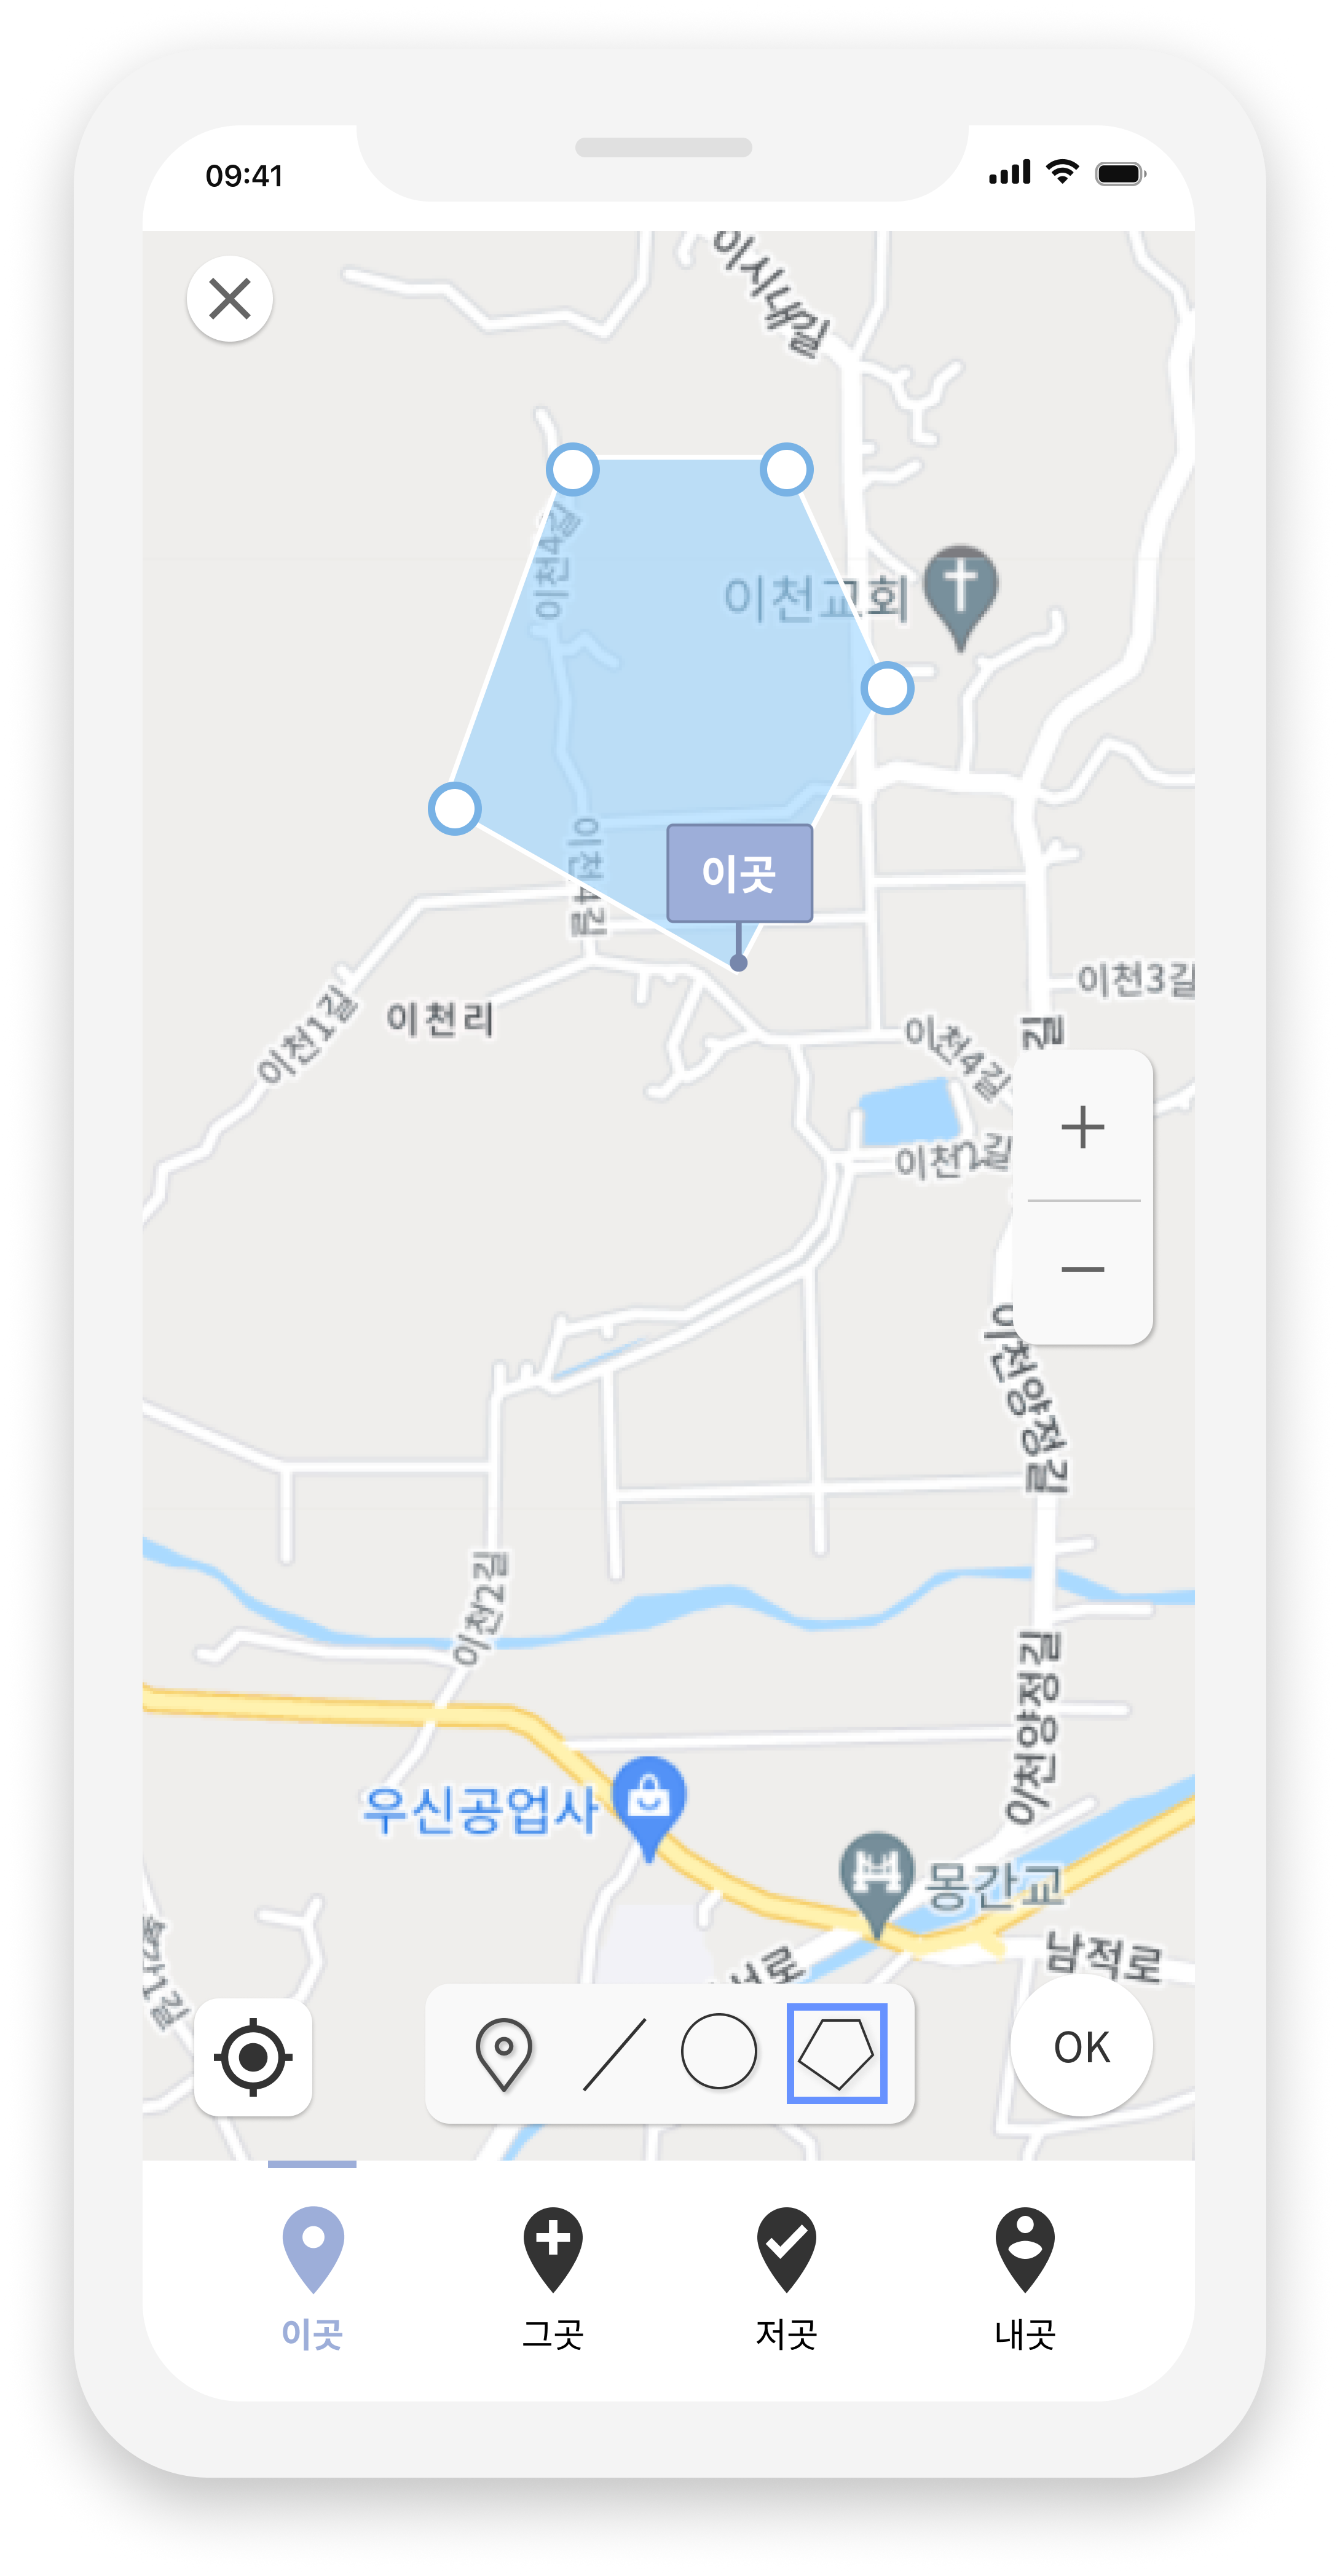 09:41
이시내길
이천4길
이천교회
이천4길
이곳
이천3길
이천1길
이천리
길
이천4길
이천2길
이천양정길
이천2길
이천양정길
우신공업사
몽간교
남적로
OK
이곳
그곳
저곳
내곳